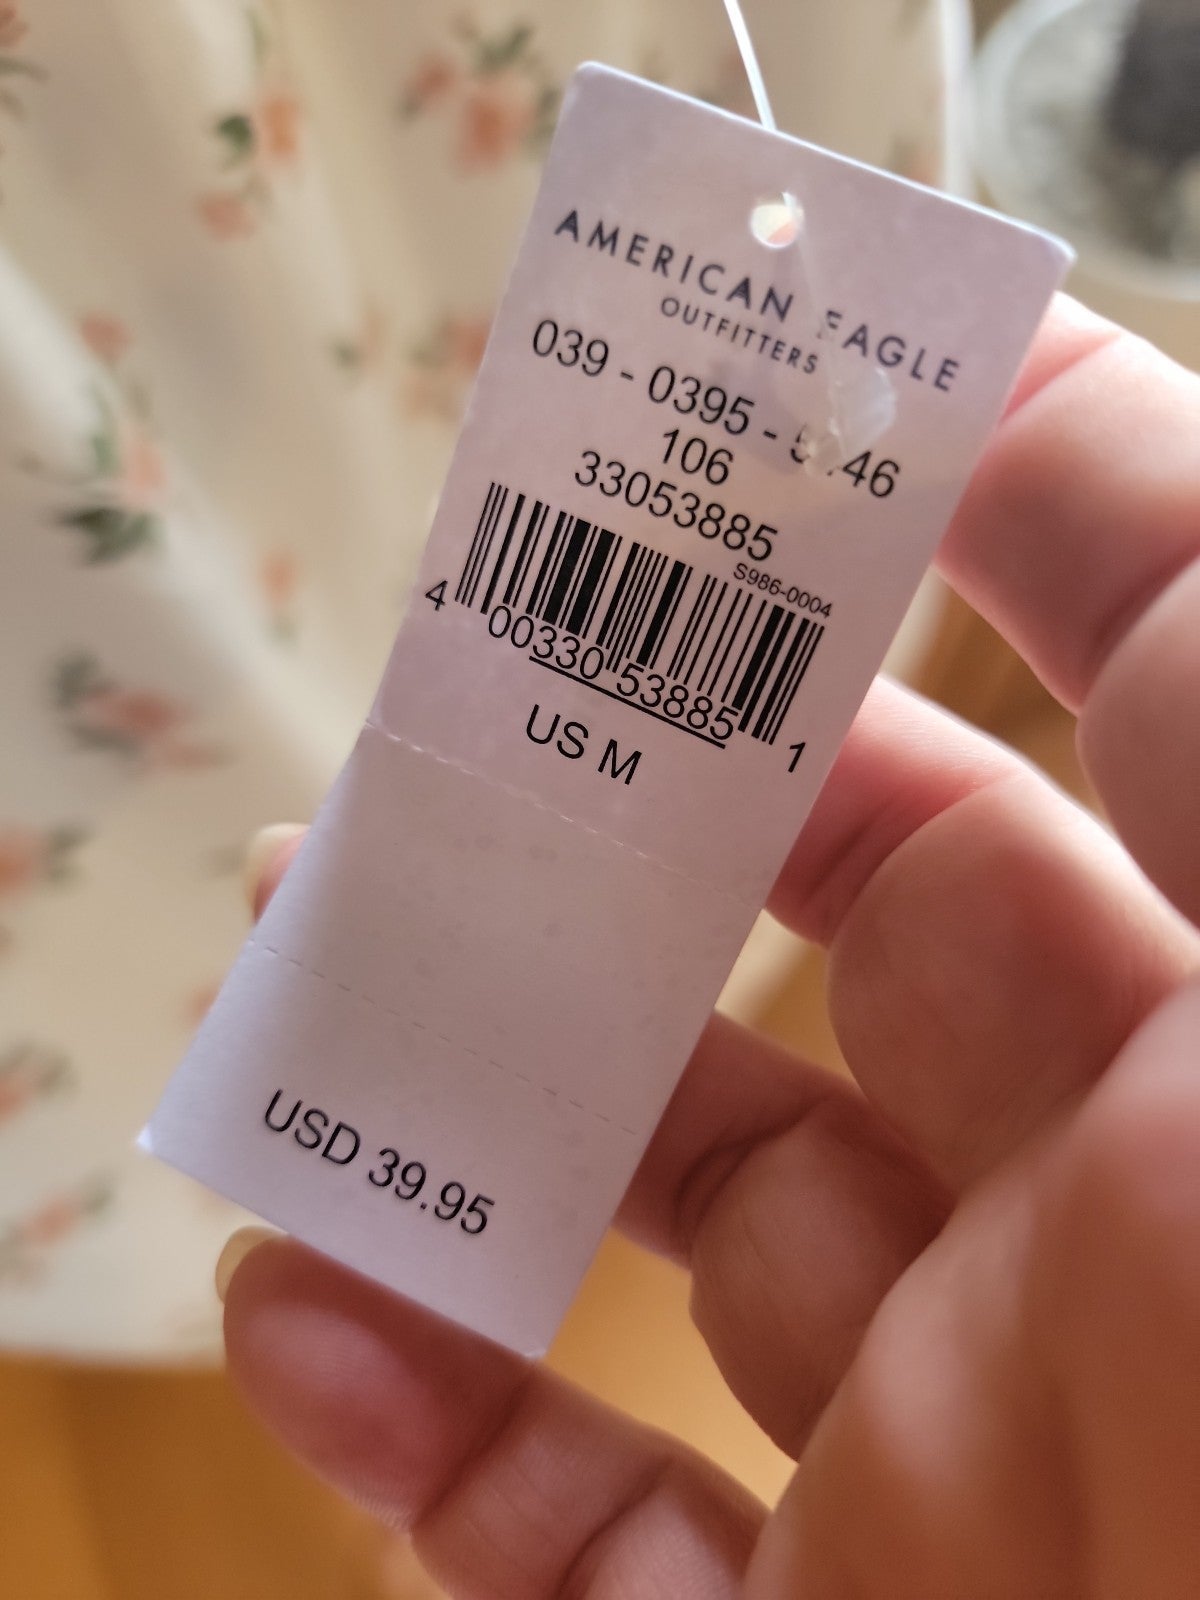 AMERICAN EAGLE
OUTFITTERS
039 - 0395 -
106
33053885
S986-0004
4 00330 53885 1
US M
USD 39.95